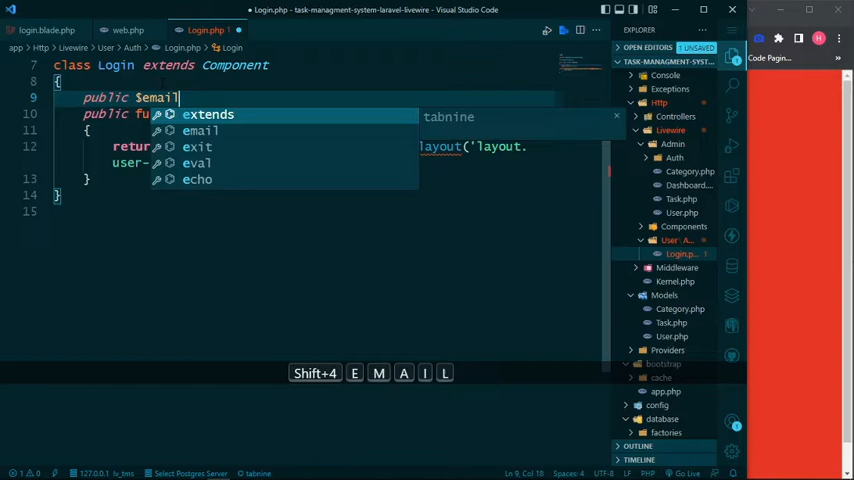 Login.php - task-managment-system-laravel-livewire - Visual Studio Code
login.blade.php web.php Login.php 1
app > Http > Livewire > User > Auth > Login.php > Login
7 class Login extends Component
8 {
9 public $email
10 public fu
11 {
12 retur layout('layout.
user-
13 }
14 }
15
extends
email
exit
eval
echo
tabnine
Shift+4 E M A I L
EXPLORER
OPEN EDITORS 1 UNSAVED
TASK-MANAGMENT-SYST...
Console
Exceptions
Http
Controllers
Livewire
Admin
Auth
Category.php
Dashboard....
Task.php
User.php
Components
User \ A...
Login.p... 1
Middleware
Kernel.php
Models
Category.php
Task.php
User.php
Providers
bootstrap
cache
app.php
config
database
factories
OUTLINE
TIMELINE
H
Code Pagin...
1 0 127.0.0.1 lv_tms Select Postgres Server tabnine Ln 9, Col 18 Spaces: 4 UTF-8 LF PHP Go Live